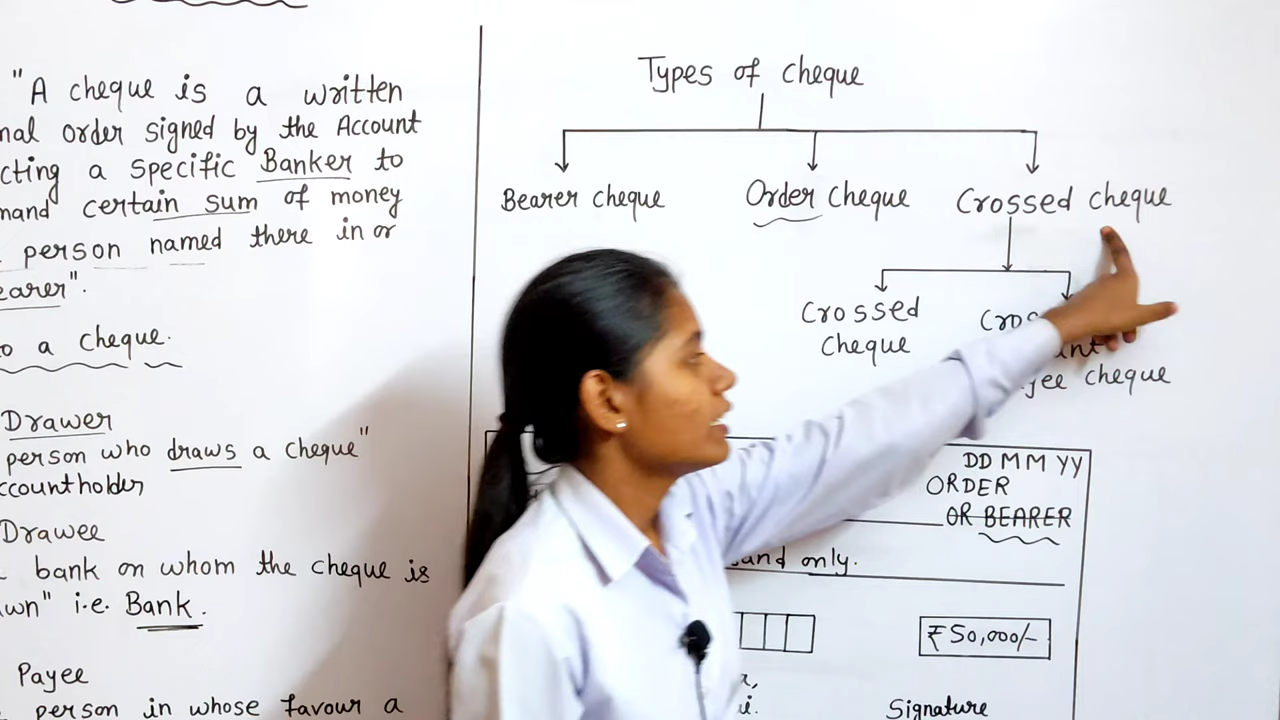 "A cheque is a written
nal order signed by the Account
cting a specific Banker to
mand certain sum of money
person named there in or
earer".
o a cheque.
Drawer
person who draws a cheque"
ccountholder
Drawee
bank on whom the cheque is
wn" i.e. Bank.
Payee
person in whose favour a
Types of cheque
Bearer cheque
Order Cheque
Crossed cheque
Crossed
Cheque
Cros
unt
yee cheque
DD MM YY
ORDER
OR BEARER
and only.
₹50,000/-
Signature